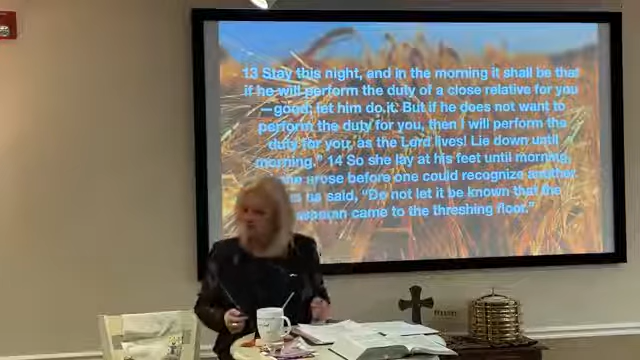 13 Stay this night, and in the morning it shall be that
if he will perform the duty of a close relative for you
—good; let him do it. But if he does not want to
perform the duty for you, then I will perform the
duty for you, as the Lord lives! Lie down until
morning." 14 So she lay at his feet until morning,
arose before one could recognize another.
said, "Do not let it be known that the
woman came to the threshing floor."